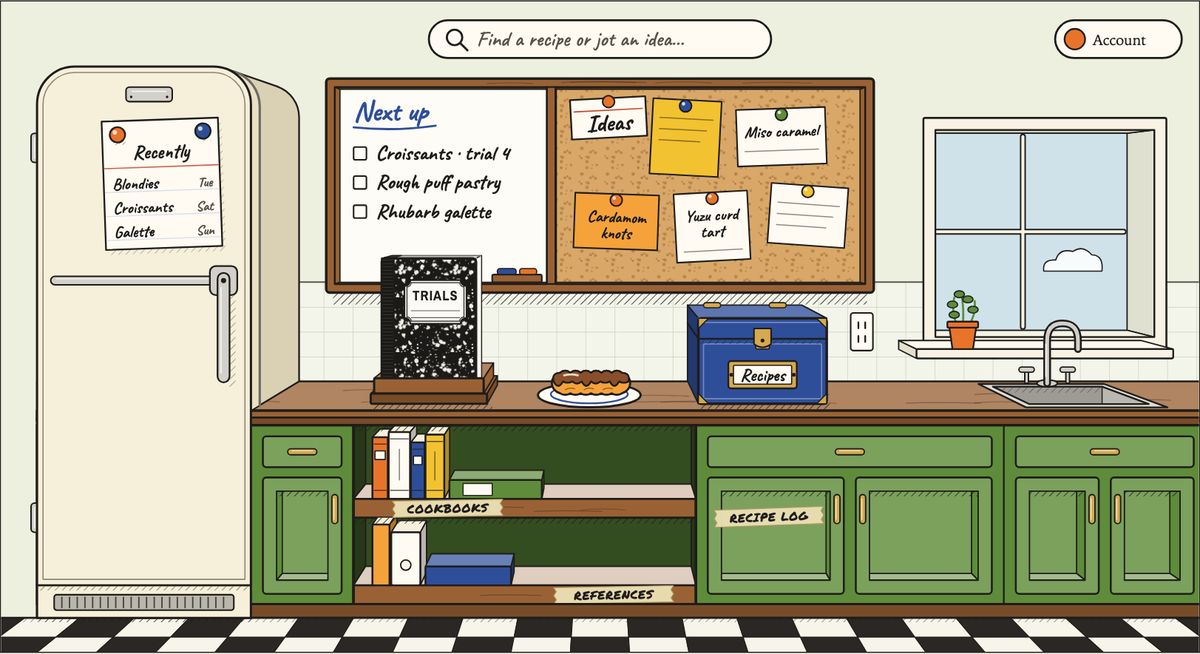 Find a recipe or jot an idea...
Account
Recently
Blondies Tue
Croissants Sat
Galette Sun
Next up
Croissants · trial 4
Rough puff pastry
Rhubarb galette
Ideas
Miso caramel
Cardamom
knots
Yuzu curd
tart
TRIALS
Recipes
COOKBOOKS
RECIPE LOG
REFERENCES